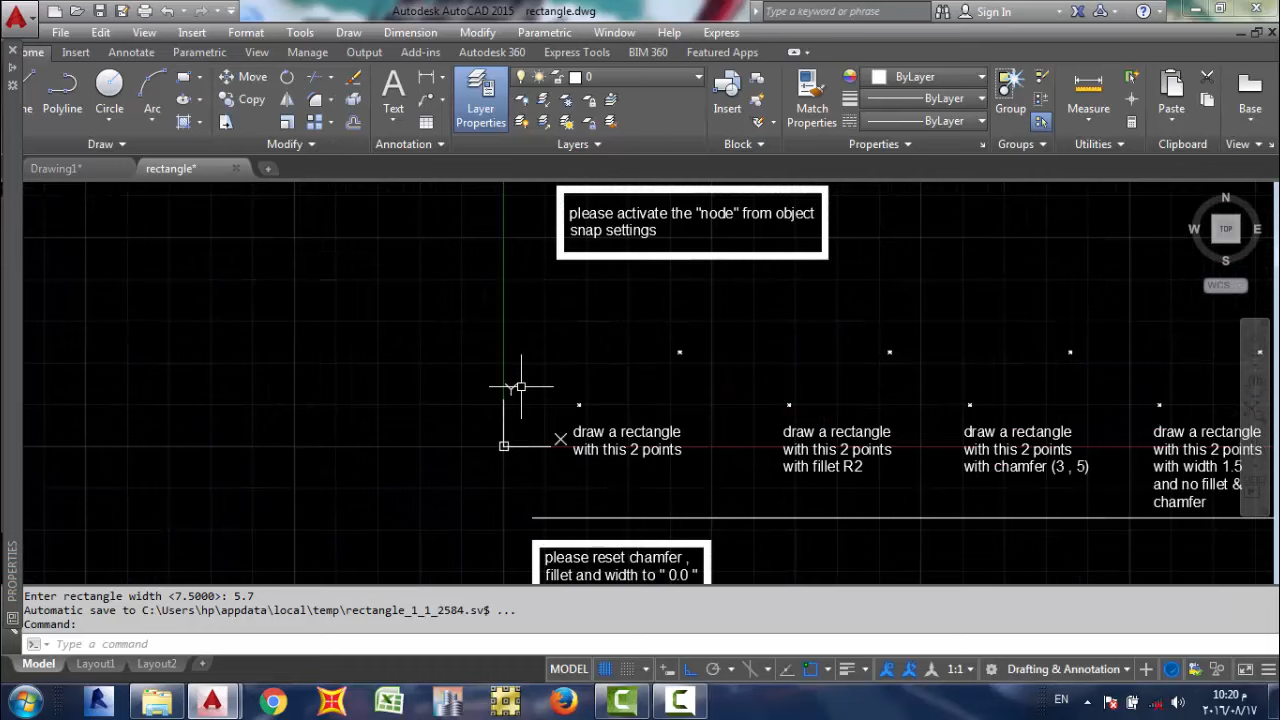 Autodesk AutoCAD 2015 rectangle.dwg
Type a keyword or phrase
Sign In
File Edit View Insert Format Tools Draw Dimension Modify Parametric Window Help Express
Insert Annotate Parametric View Manage Output Add-ins Autodesk 360 Express Tools BIM 360 Featured Apps
Polyline Circle Arc
Move
Copy
Text
Layer
Properties
0
Insert
Match
Properties
ByLayer
ByLayer
ByLayer
Group
Measure
Paste
Base
Draw Modify Annotation Layers Block Properties Groups Utilities Clipboard View
Drawing1* rectangle*
please activate the "node" from object
snap settings
N
W TOP E
S
WCS
Y
X
draw a rectangle
with this 2 points
draw a rectangle
with this 2 points
with fillet R2
draw a rectangle
with this 2 points
with chamfer (3 , 5)
draw a rectangle
with this 2 points
with width 1.5
and no fillet &
chamfer
please reset chamfer ,
fillet and width to " 0.0 "
PROPERTIES
Enter rectangle width <7.5000>: 5.7
Automatic save to C:\Users\hp\appdata\local\temp\rectangle_1_1_2584.sv$ ...
Command:
Type a command
Model Layout1 Layout2
MODEL 1:1 Drafting & Annotation
EN
10:20 م
٢٠١٦/٠٨/١٧